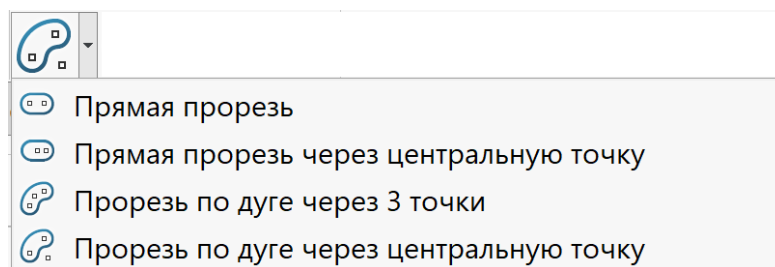 Прямая прорезь
Прямая прорезь через центральную точку
Прорезь по дуге через 3 точки
Прорезь по дуге через центральную точку